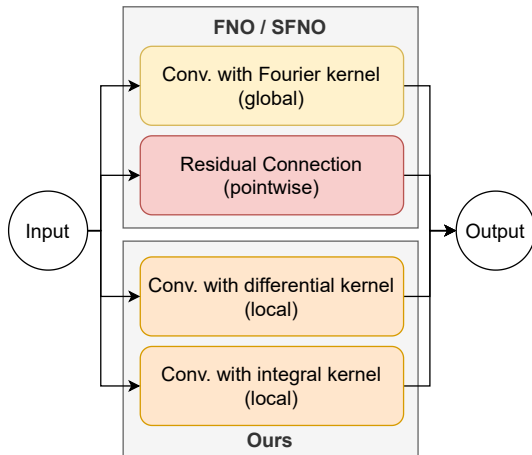 FNO / SFNO
Conv. with Fourier kernel
(global)
Residual Connection
(pointwise)
Input
Output
Conv. with differential kernel
(local)
Conv. with integral kernel
(local)
Ours